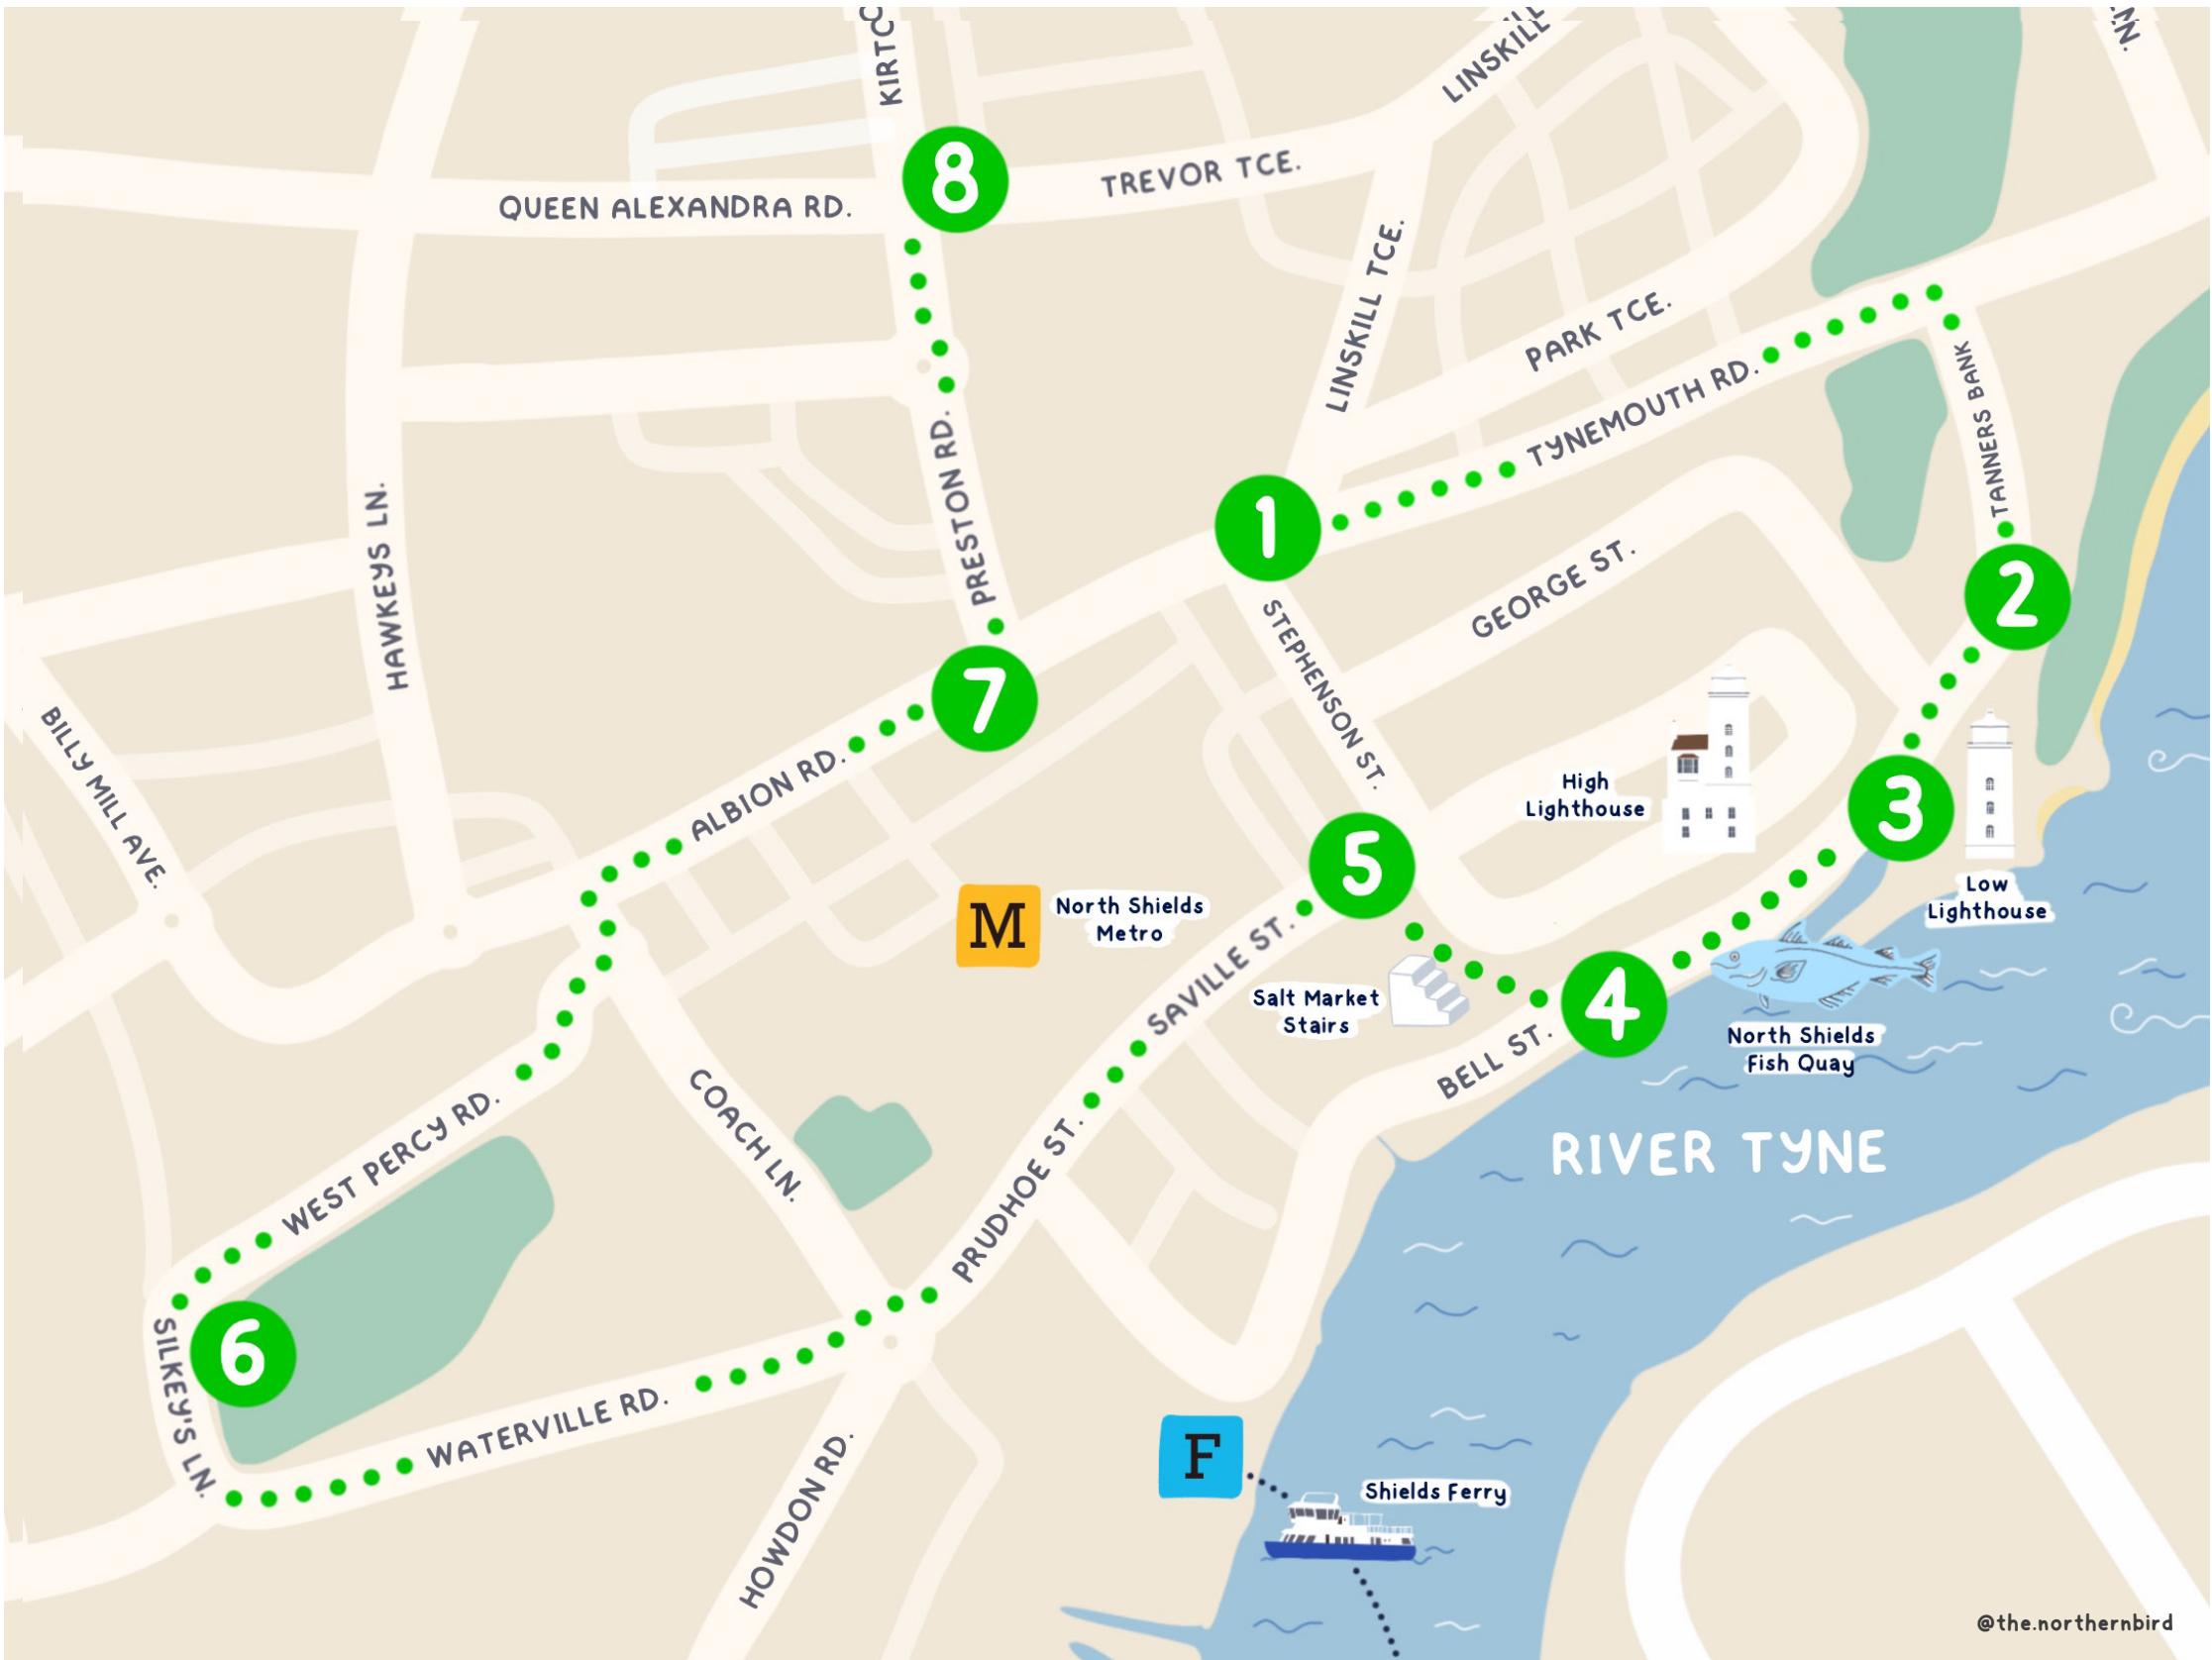 KIRTO
LINSKILL
LN.
8
QUEEN ALEXANDRA RD.
TREVOR TCE.
LINSKILL TCE.
PARK TCE.
TYNEMOUTH RD.
TANNERS BANK
PRESTON RD.
HAWKEYS LN.
1
2
GEORGE ST.
STEPHENSON ST.
7
BILLY MILL AVE.
ALBION RD.
High
Lighthouse
3
5
Low
Lighthouse
M
North Shields
Metro
SAVILLE ST.
Salt Market
Stairs
4
BELL ST.
North Shields
Fish Quay
COACH LN.
WEST PERCY RD.
PRUDHOE ST.
RIVER TYNE
6
SILKEY'S LN.
WATERVILLE RD.
HOWDON RD.
F
Shields Ferry
@the.northernbird